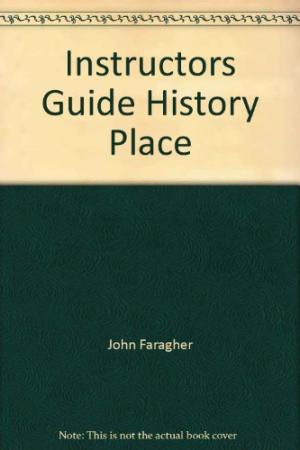 Instructors
Guide History
Place
John Faragher
Note: This is not the actual book cover